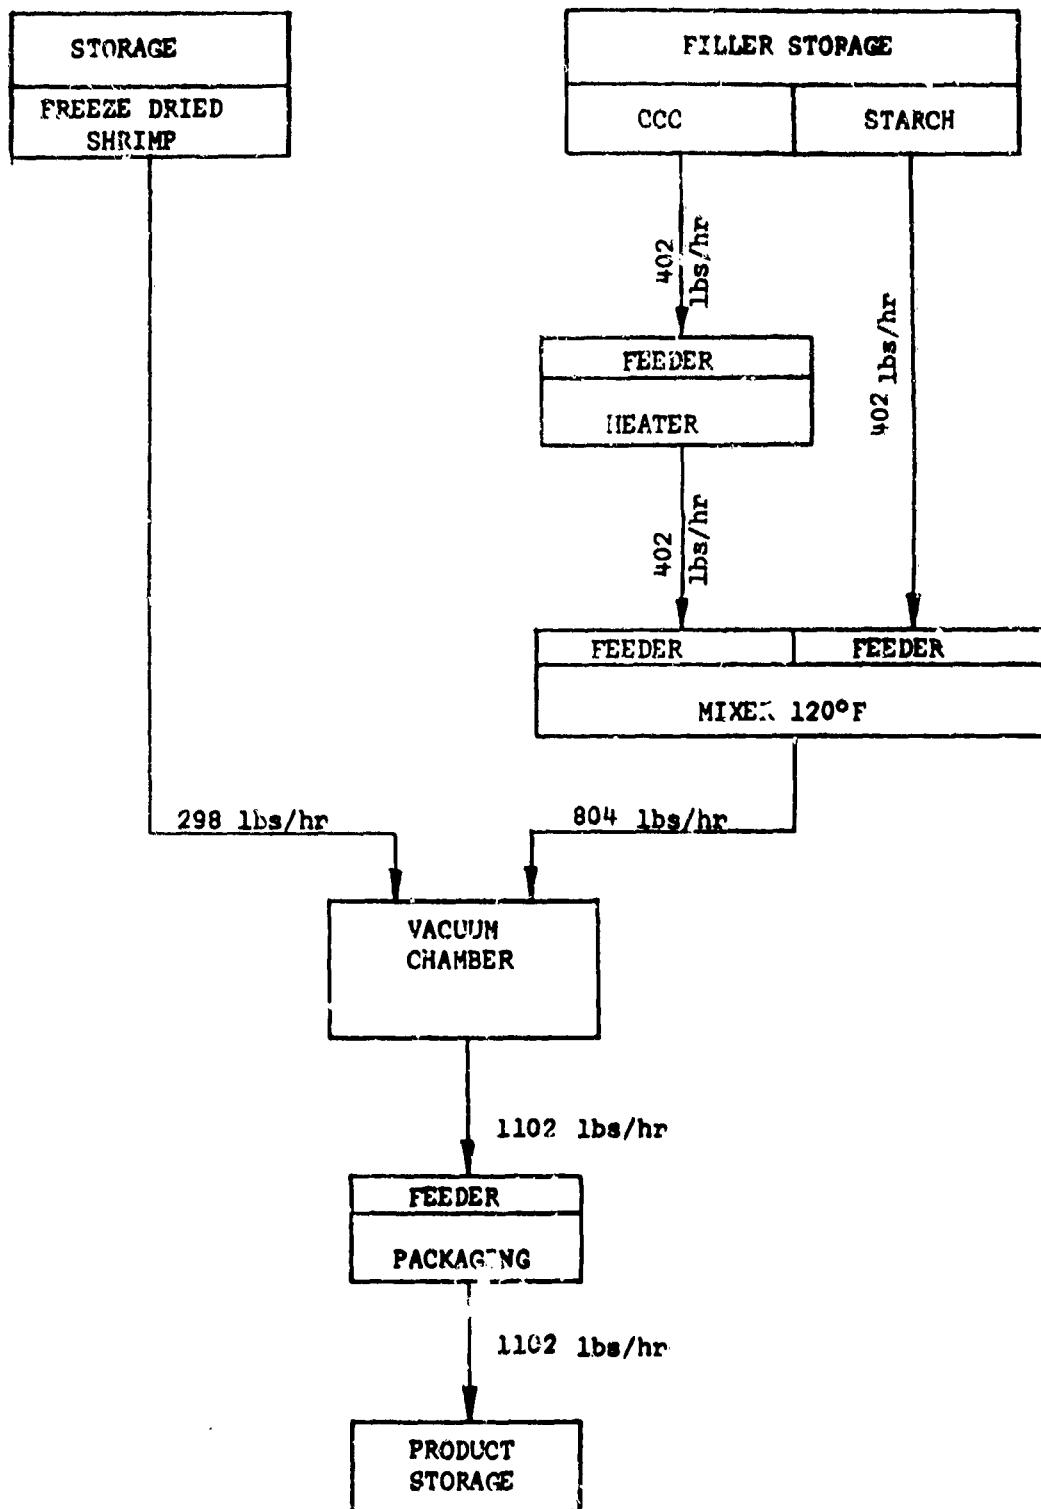 STORAGE
FREEZE DRIED
SHRIMP
FILLER STORAGE
CCC
STARCH
402
lbs/hr
402 lbs/hr
FEEDER
HEATER
402
lbs/hr
FEEDER
FEEDER
MIXER 120°F
298 lbs/hr
804 lbs/hr
VACUUM
CHAMBER
1102 lbs/hr
FEEDER
PACKAGING
1102 lbs/hr
PRODUCT
STORAGE